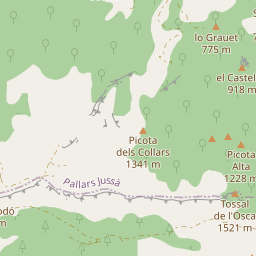 lo Grauet
775 m
el Castel
918 m
Picota
dels Collars
1341 m
Picota
Alta
1228 m
Pallars Jussà
Tossal
de l'Osca
1521 m
odó
m